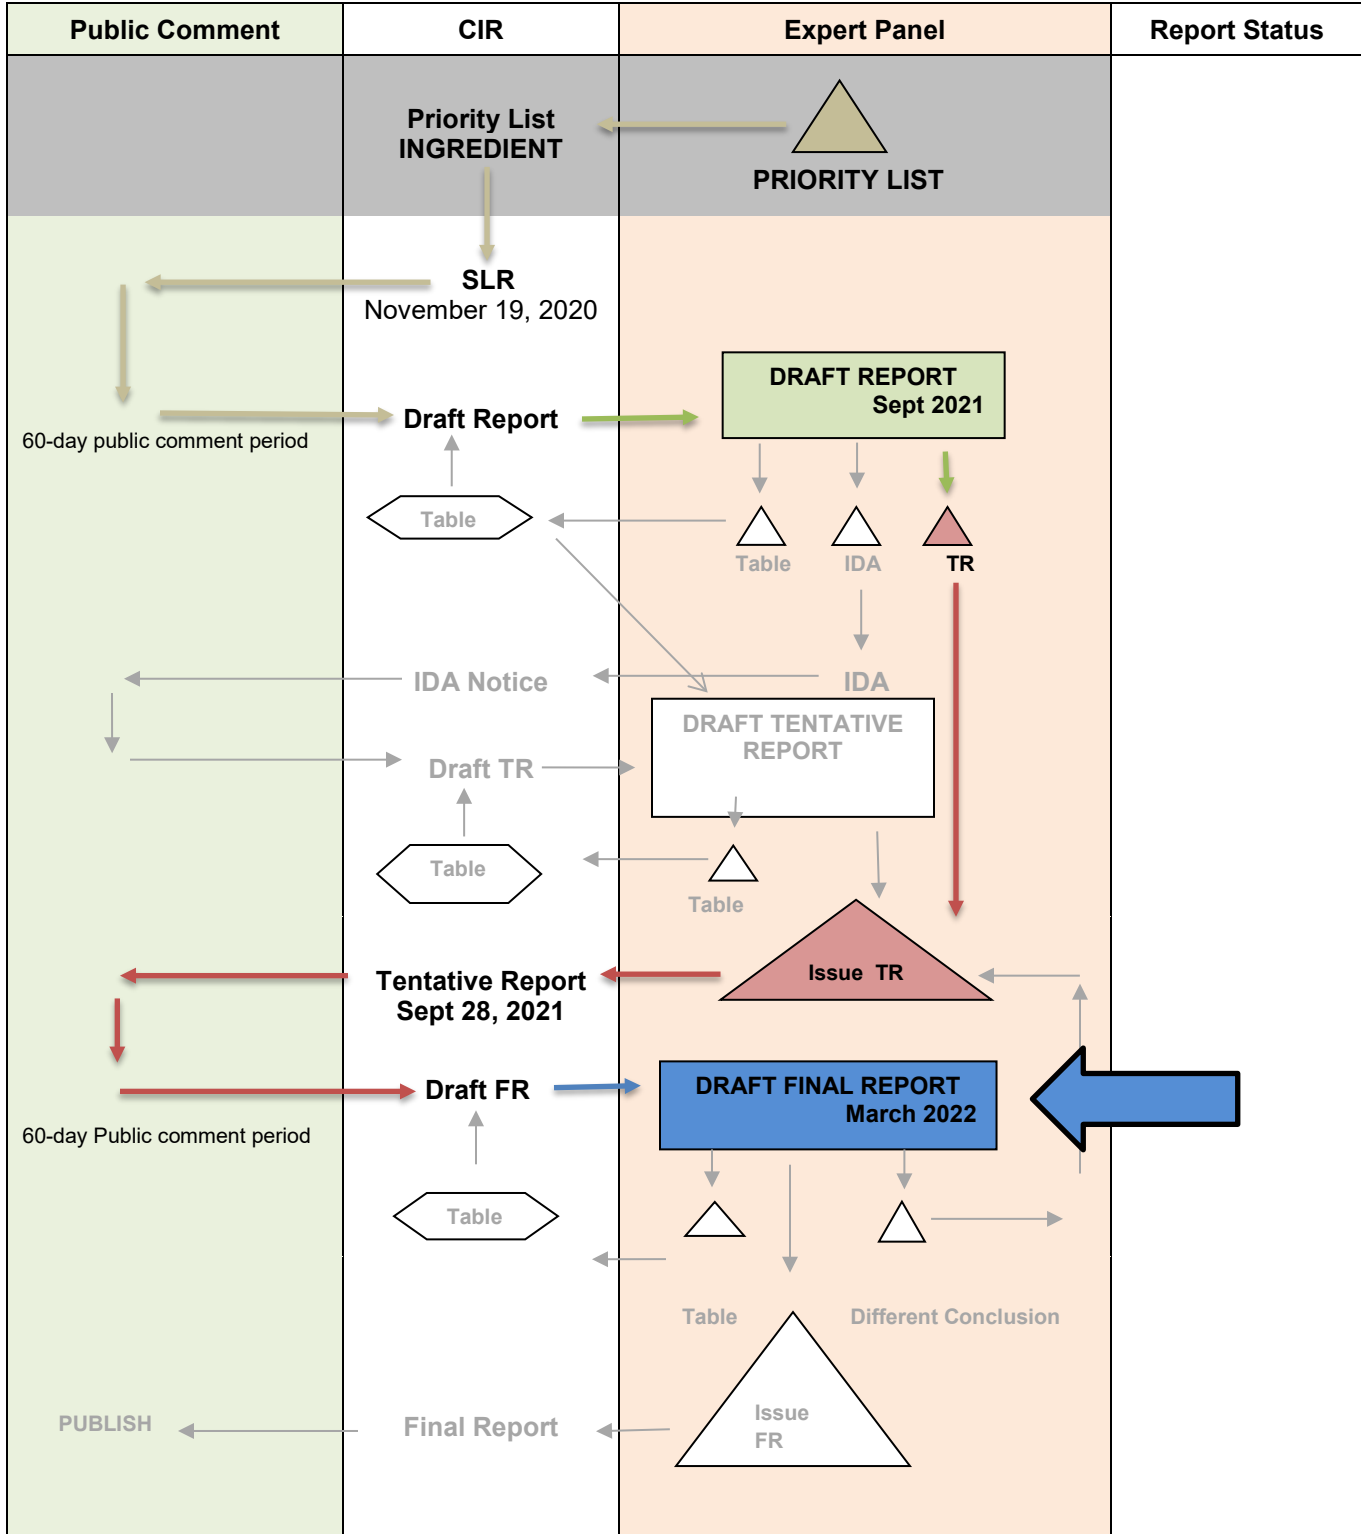 Public Comment
CIR
Expert Panel
Report Status
Priority List
INGREDIENT
PRIORITY LIST
SLR
November 19, 2020
DRAFT REPORT
Sept 2021
60-day public comment period
Draft Report
Table
Table
IDA
TR
IDA Notice
IDA
DRAFT TENTATIVE
REPORT
Draft TR
Table
Table
Issue TR
Tentative Report
Sept 28, 2021
Draft FR
DRAFT FINAL REPORT
March 2022
60-day Public comment period
Table
Table
Different Conclusion
PUBLISH
Final Report
Issue
FR